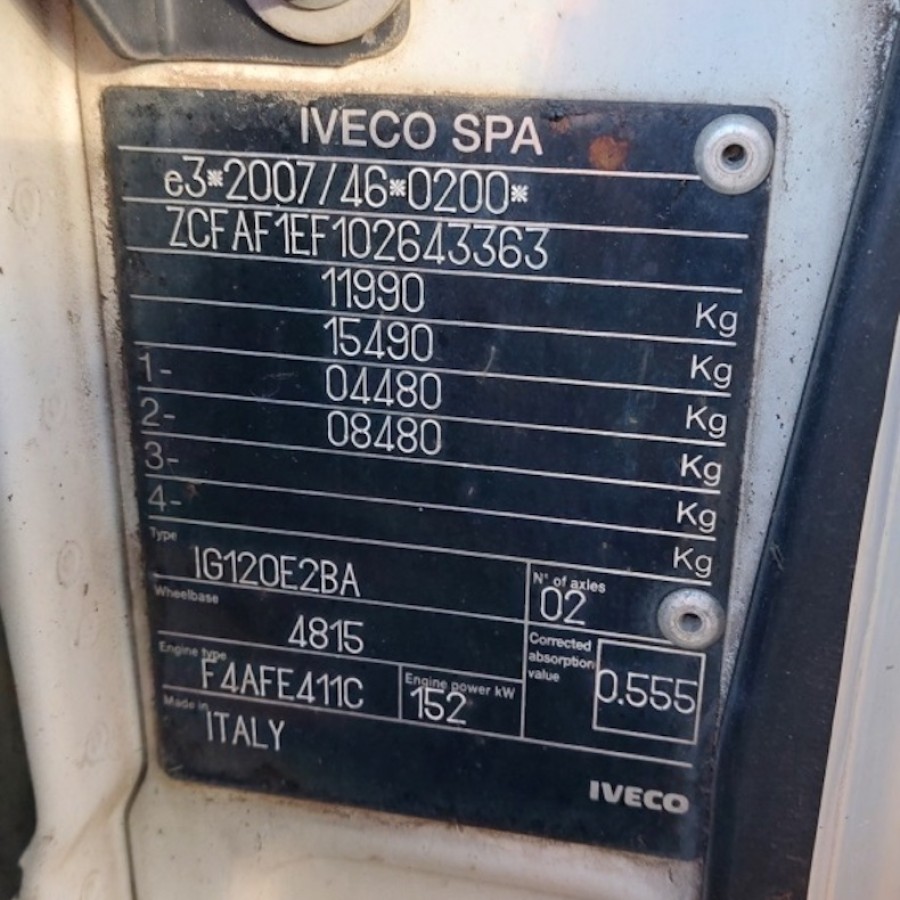 IVECO SPA
e3*2007/46*0200*
ZCFAF1EF102643363
11990 Kg
15490 Kg
1- 04480 Kg
2- 08480 Kg
3- Kg
4- Kg
Type
IG120E2BA
N° of axles
02
Wheelbase
4815
Corrected
absorption
value
0.555
Engine type
F4AFE411C
Engine power kW
152
Made in
ITALY
IVECO